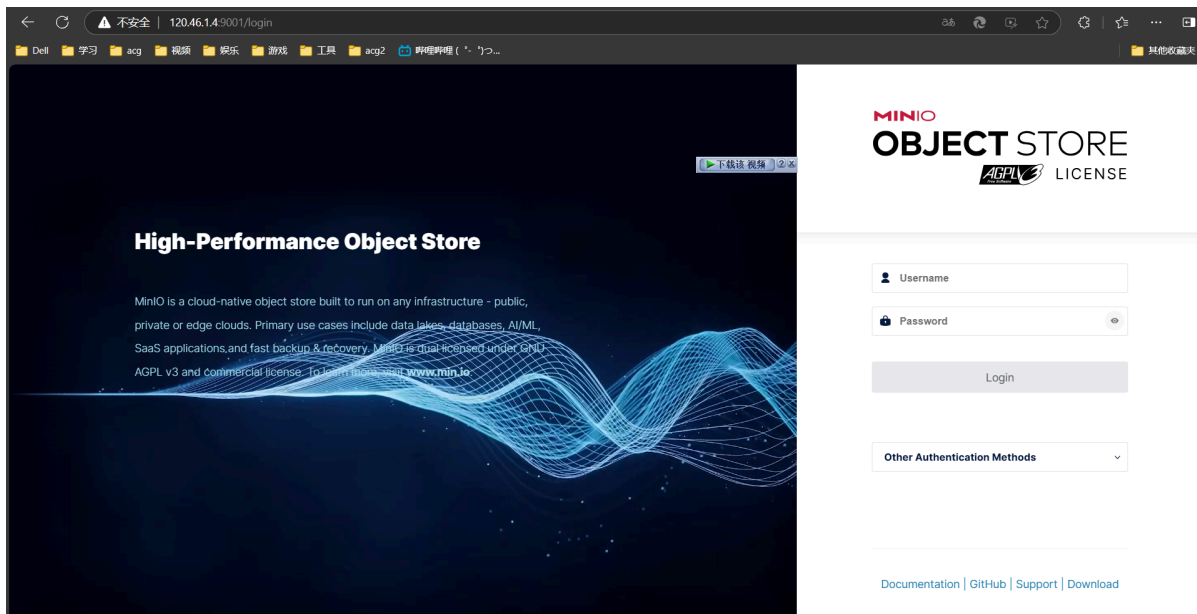 不安全 | 120.46.1.4:9001/login
Dell 学习 acg 视频 娱乐 游戏 工具 acg2 哔哩哔哩 ( ゜- ゜)つ... 其他收藏夹
下载该 视频
High-Performance Object Store
MinIO is a cloud-native object store built to run on any infrastructure - public,
private or edge clouds. Primary use cases include data lakes, databases, AI/ML,
SaaS applications,and fast backup & recovery. MinIO is dual licensed under GNU
AGPL v3 and commercial license. To learn more, visit www.min.io.
MINIO
OBJECT STORE
AGPL v3 LICENSE
Free Software
Username
Password
Login
Other Authentication Methods
Documentation | GitHub | Support | Download